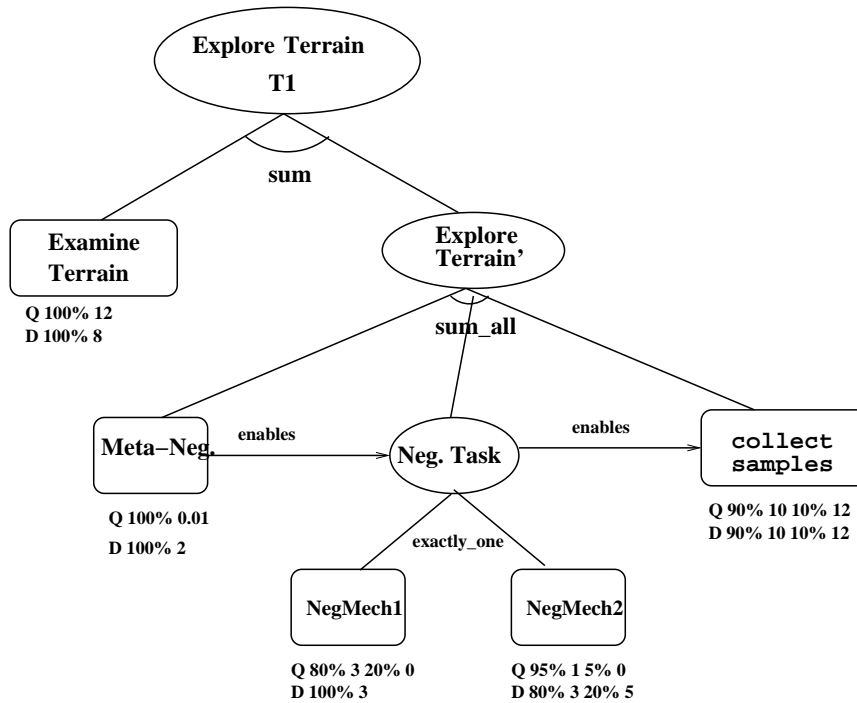 Explore Terrain
T1
sum
Examine
Terrain
Q 100% 12
D 100% 8
Explore
Terrain’
sum_all
Meta−Neg.
enables
Neg. Task
enables
collect
samples
Q 100% 0.01
D 100% 2
Q 90% 10 10% 12
D 90% 10 10% 12
exactly_one
NegMech1
NegMech2
Q 80% 3 20% 0
D 100% 3
Q 95% 1 5% 0
D 80% 3 20% 5